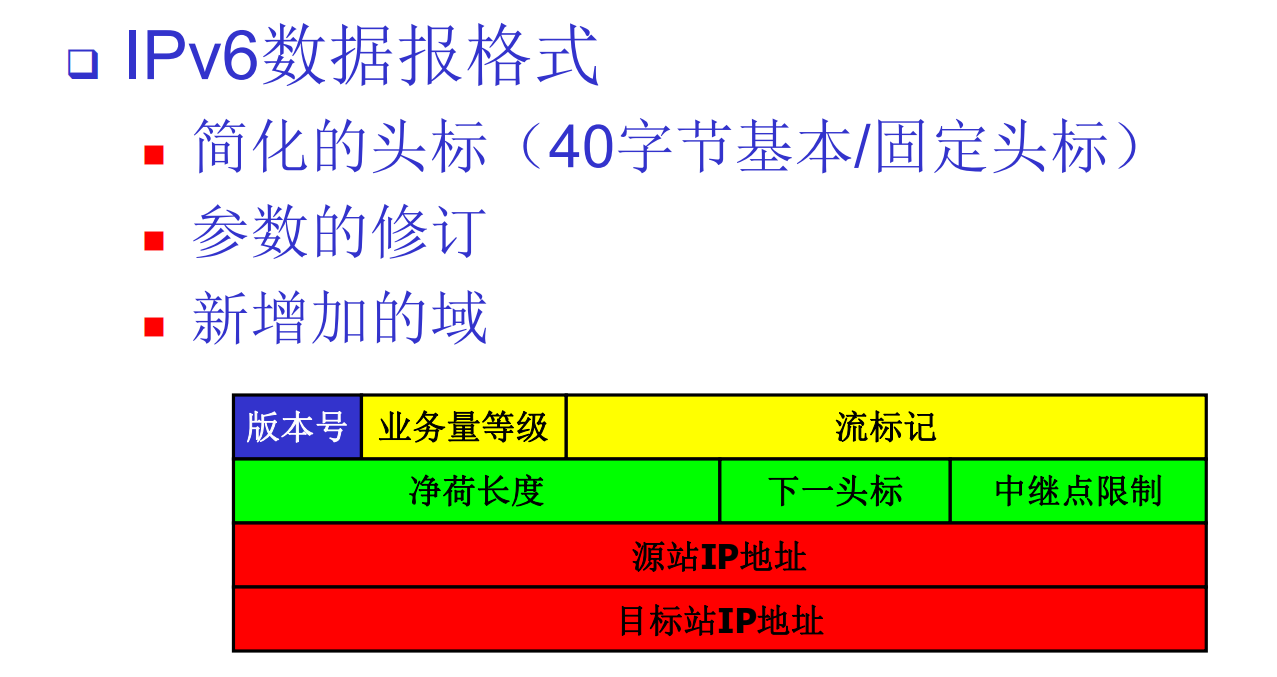 IPv6数据报格式
简化的头标（40字节基本/固定头标）
参数的修订
新增加的域
版本号 业务量等级 流标记
净荷长度 下一头标 中继点限制
源站IP地址
目标站IP地址